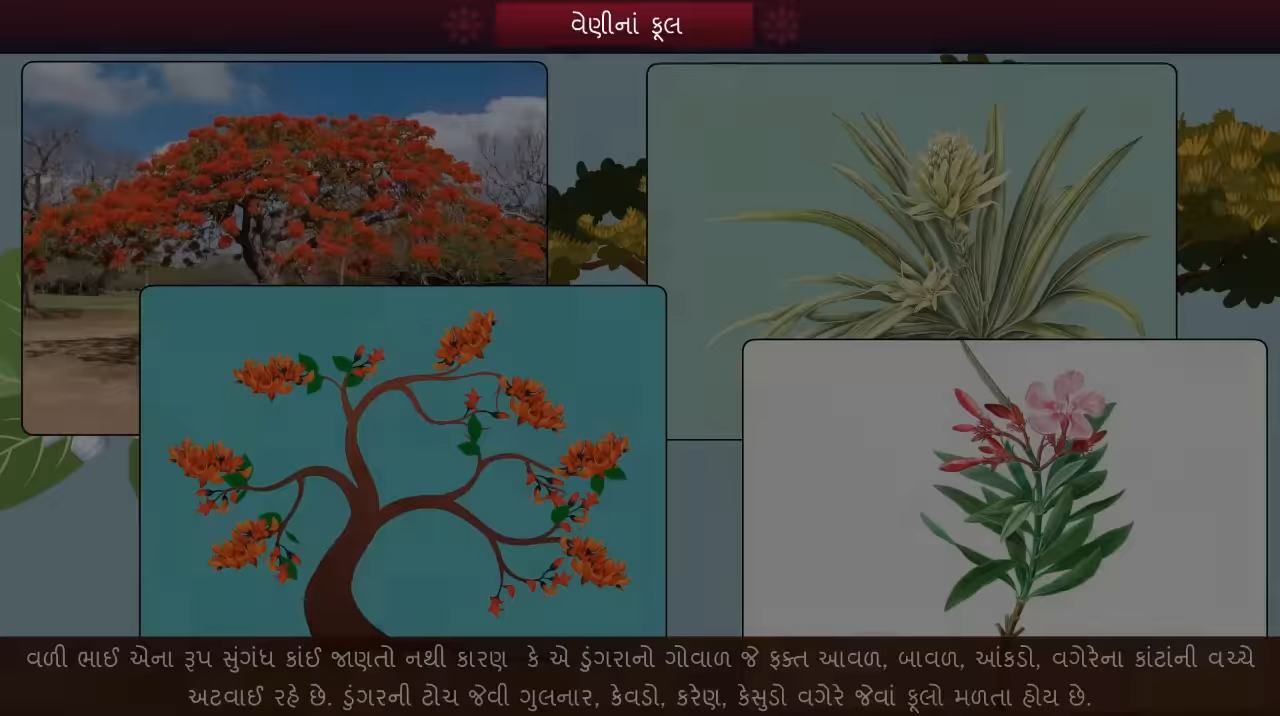 વેણીનાં ફૂલ
વળી ભાઈ એના રૂપ સુંગંધ કાંઈ જાણતો નથી કારણ  કે એ ડુંગરાનો ગોવાળ જે ફક્ત આવળ, બાવળ, આંકડો, વગેરેના કાંટાંની વચ્ચે
અટવાઈ રહે છે. ડુંગરની ટોચ જેવી ગુલનાર, કેવડો, કરેણ, કેસુડો વગેરે જેવાં ફૂલો મળતા હોય છે.